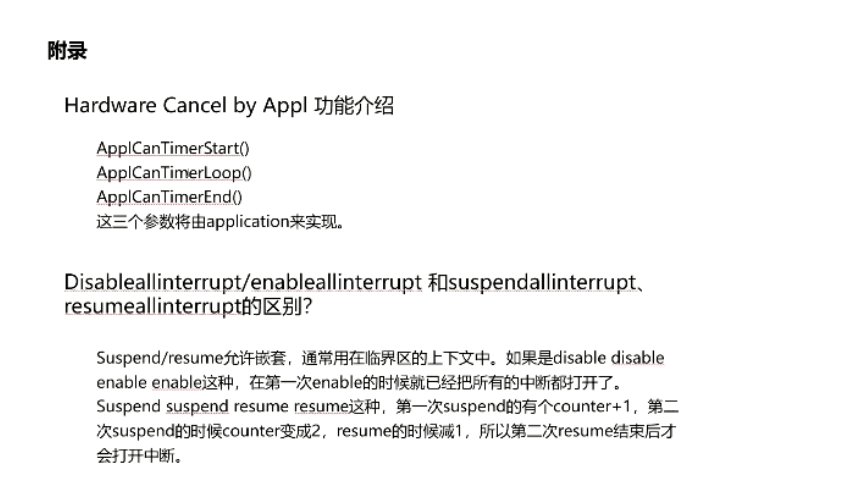 附录
Hardware Cancel by Appl 功能介绍
ApplCanTimerStart()
ApplCanTimerLoop()
ApplCanTimerEnd()
这三个参数将由application来实现。
Disableallinterrupt/enableallinterrupt 和suspendallinterrupt、
resumeallinterrupt的区别？
Suspend/resume允许嵌套，通常用在临界区的上下文中。如果是disable disable
enable enable这种，在第一次enable的时候就已经把所有的中断都打开了。
Suspend suspend resume resume这种，第一次suspend的有个counter+1，第二
次suspend的时候counter变成2，resume的时候减1，所以第二次resume结束后才
会打开中断。